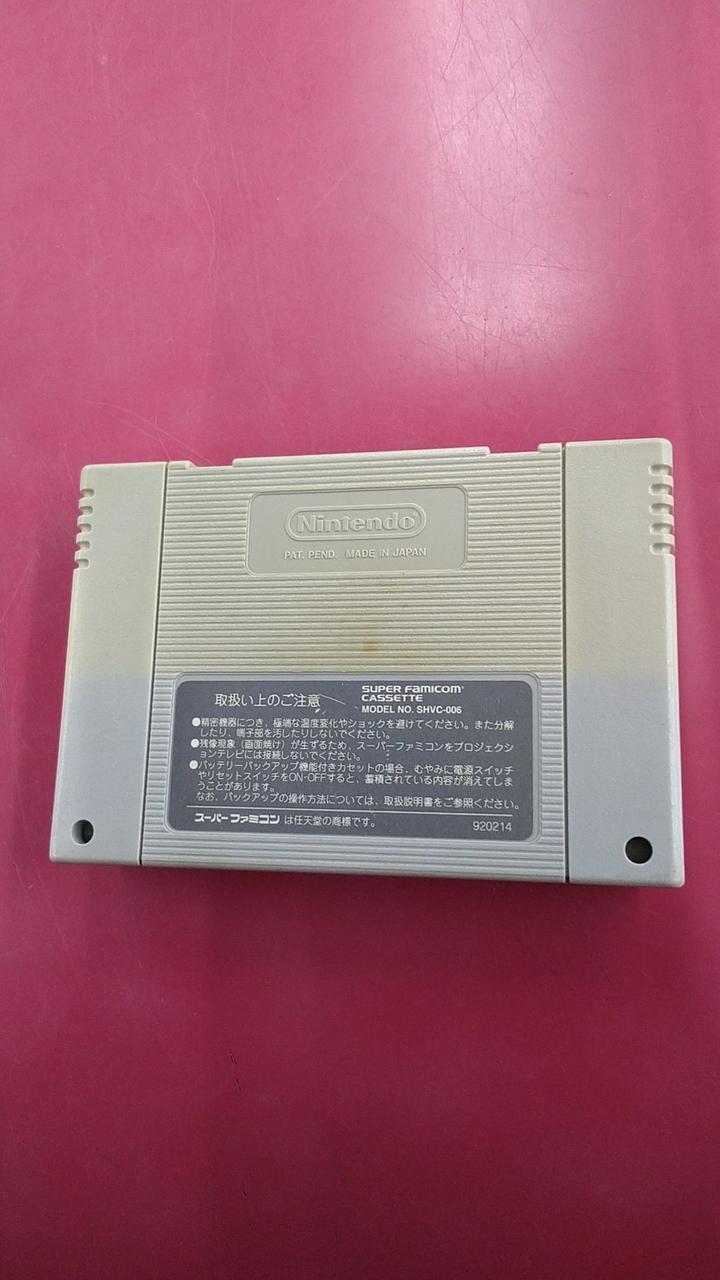 Nintendo
PAT. PEND. MADE IN JAPAN
取扱い上のご注意
SUPER FAMICOM
CASSETTE
MODEL NO. SHVC-006
●精密機器につき、極端な温度変化やショックを避けてください。また分解
したり、端子部を汚したりしないでください。
●残像現象（画面焼け）が生ずるため、スーパーファミコンをプロジェクシ
ョンテレビには接続しないでください。
●バッテリーバックアップ機能付きカセットの場合、むやみに電源スイッチ
やリセットスイッチをON-OFFすると、蓄積されている内容が消えてしま
うことがあります。
なお、バックアップの操作方法については、取扱説明書をご参照ください。
スーパーファミコン は任天堂の商標です。
920214